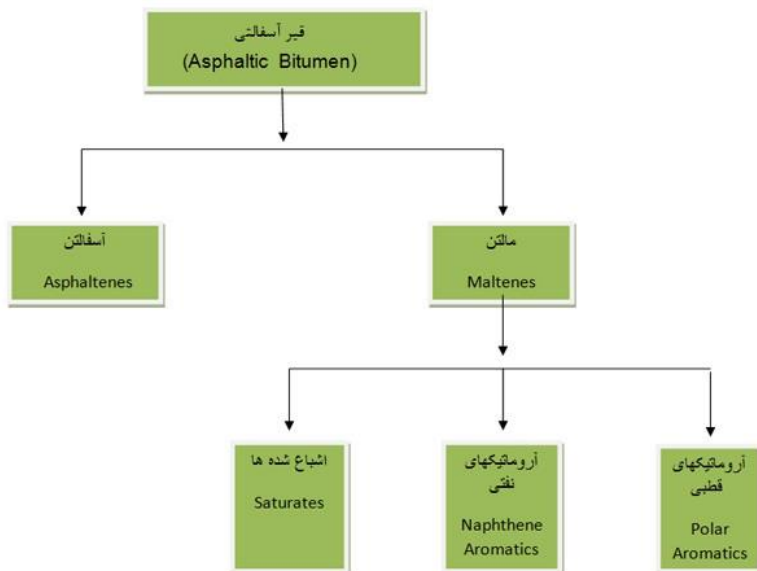 قیر آسفالتی
(Asphaltic Bitumen)
آسفالتن
Asphaltenes
مالتن
Maltenes
اشباع شده ها
Saturates
آروماتیکهای
نفتی
Naphthene
Aromatics
آروماتیکهای
قطبی
Polar
Aromatics